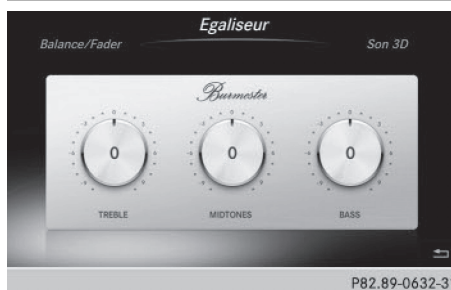 Egaliseur
Balance/Fader Son 3D
Burmester
0 0 0
TREBLE MIDTONES BASS
P82.89-0632-3